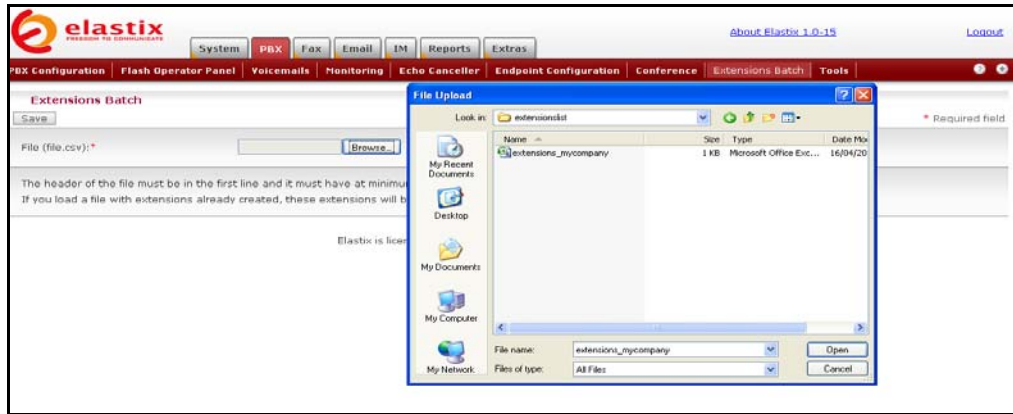 elastix
FREEDOM TO COMMUNICATE
About Elastix 1.0-15
Logout
System PBX Fax Email IM Reports Extras
PBX Configuration Flash Operator Panel Voicemails Monitoring Echo Canceller Endpoint Configuration Conference Extensions Batch Tools
Extensions Batch
Save
* Required field
File (file.csv):*
Browse...
The header of the file must be in the first line and it must have at minimu
If you load a file with extensions already created, these extensions will b
Elastix is licen
File Upload
Look in: extensionslist
Name Size Type Date Mo
extensions_mycompany 1 KB Microsoft Office Exc... 16/04/20
My Recent Documents
Desktop
My Documents
My Computer
My Network
File name: extensions_mycompany Open
Files of type: All Files Cancel